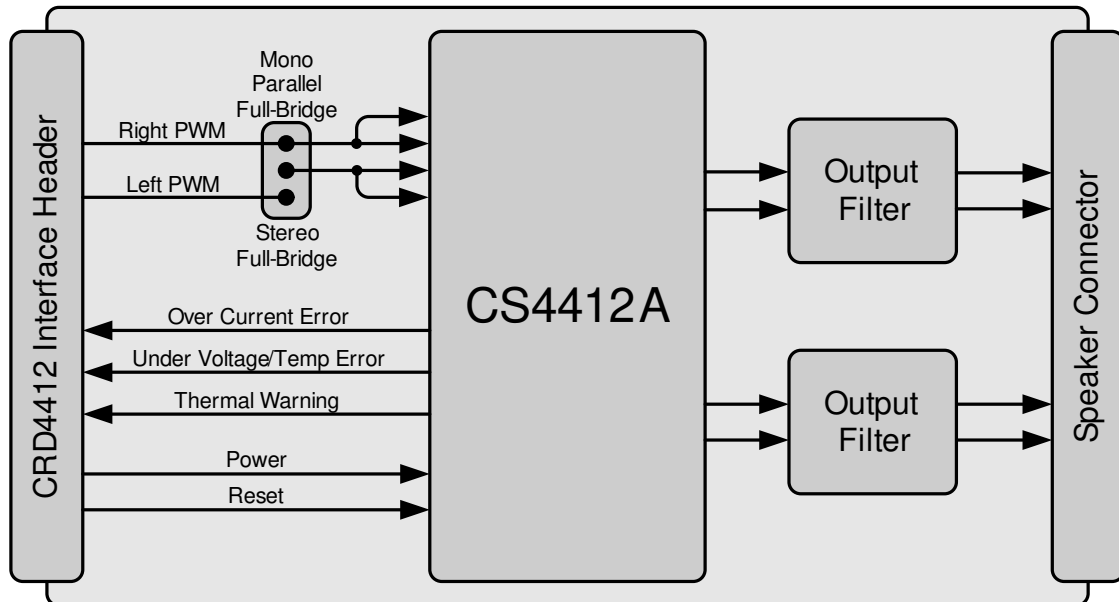 CRD4412 Interface Header
Mono
Parallel
Full-Bridge
Right PWM
Left PWM
Stereo
Full-Bridge
Over Current Error
Under Voltage/Temp Error
Thermal Warning
Power
Reset
CS4412A
Output
Filter
Output
Filter
Speaker Connector